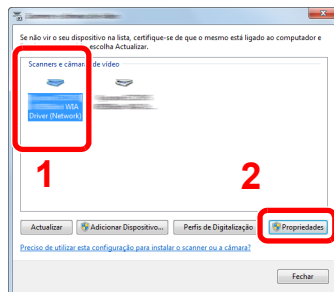 Se não vir o seu dispositivo na lista, certifique-se de que o mesmo está ligado ao computador e
escolha Actualizar.
Scanners e câmaras de vídeo
WIA
Driver (Network)
1
2
Actualizar
Adicionar Dispositivo...
Perfis de Digitalização
Propriedades
Preciso de utilizar esta configuração para instalar o scanner ou a câmara?
Fechar